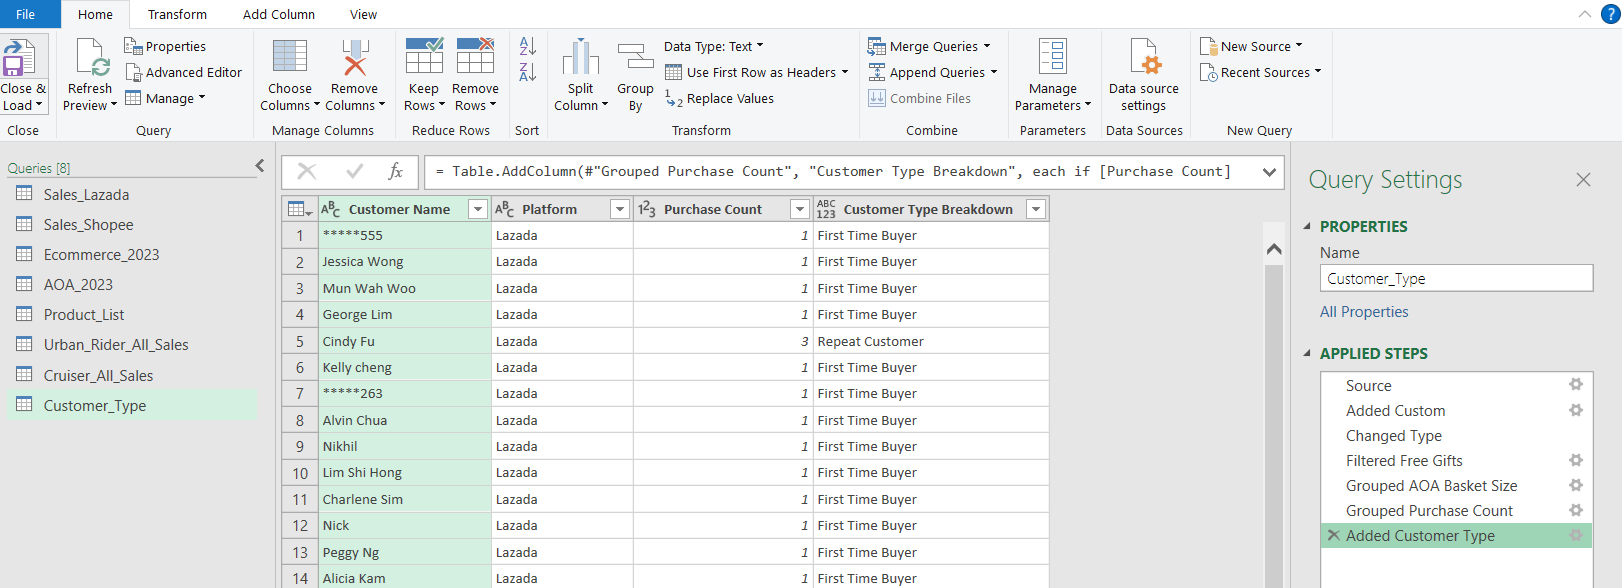 File Home Transform Add Column View ?
Close & Load
Close
Refresh Preview
Properties
Advanced Editor
Manage
Query
Choose Columns
Remove Columns
Manage Columns
Keep Rows
Remove Rows
Reduce Rows
A Z
Z A
Sort
Split Column
Group By
Data Type: Text
Use First Row as Headers
1 2 Replace Values
Transform
Merge Queries
Append Queries
Combine Files
Combine
Manage Parameters
Parameters
Data source settings
Data Sources
New Source
Recent Sources
New Query
Queries [8]
Sales_Lazada
Sales_Shopee
Ecommerce_2023
AOA_2023
Product_List
Urban_Rider_All_Sales
Cruiser_All_Sales
Customer_Type
fx = Table.AddColumn(#"Grouped Purchase Count", "Customer Type Breakdown", each if [Purchase Count]
ABC Customer Name ABC Platform 123 Purchase Count ABC 123 Customer Type Breakdown
1 *****555 Lazada 1 First Time Buyer
2 Jessica Wong Lazada 1 First Time Buyer
3 Mun Wah Woo Lazada 1 First Time Buyer
4 George Lim Lazada 1 First Time Buyer
5 Cindy Fu Lazada 3 Repeat Customer
6 Kelly cheng Lazada 1 First Time Buyer
7 *****263 Lazada 1 First Time Buyer
8 Alvin Chua Lazada 1 First Time Buyer
9 Nikhil Lazada 1 First Time Buyer
10 Lim Shi Hong Lazada 1 First Time Buyer
11 Charlene Sim Lazada 1 First Time Buyer
12 Nick Lazada 1 First Time Buyer
13 Peggy Ng Lazada 1 First Time Buyer
14 Alicia Kam Lazada 1 First Time Buyer
Query Settings
PROPERTIES
Name
Customer_Type
All Properties
APPLIED STEPS
Source
Added Custom
Changed Type
Filtered Free Gifts
Grouped AOA Basket Size
Grouped Purchase Count
Added Customer Type